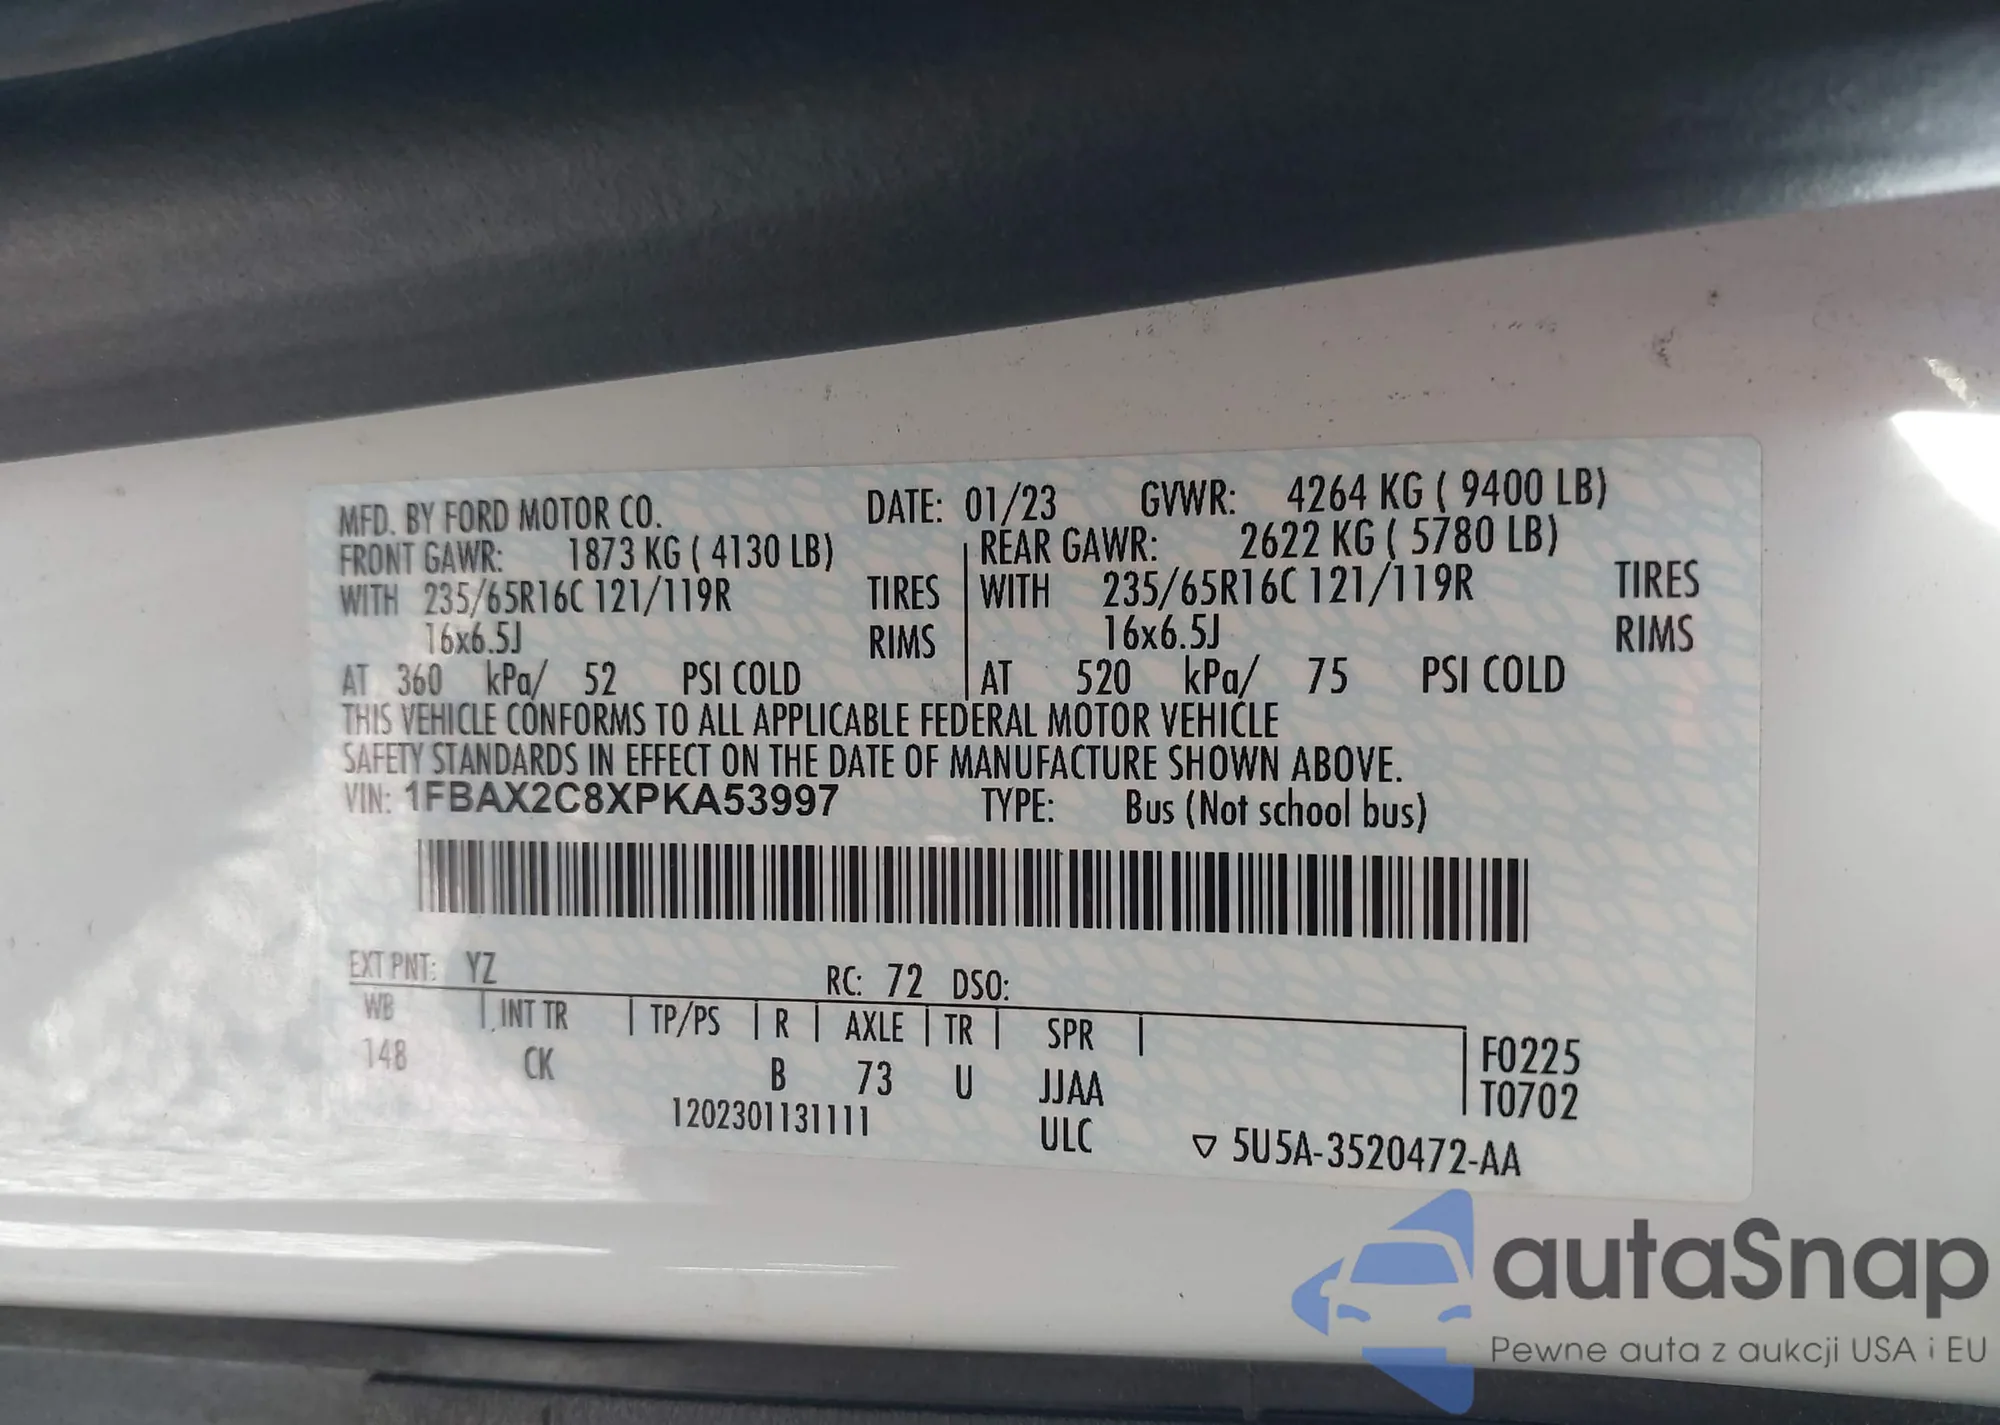 MFD. BY FORD MOTOR CO. DATE: 01/23 GVWR: 4264 KG ( 9400 LB)
FRONT GAWR: 1873 KG ( 4130 LB) REAR GAWR: 2622 KG ( 5780 LB)
WITH 235/65R16C 121/119R TIRES WITH 235/65R16C 121/119R TIRES
16x6.5J RIMS 16x6.5J RIMS
AT 360 kPa/ 52 PSI COLD AT 520 kPa/ 75 PSI COLD
THIS VEHICLE CONFORMS TO ALL APPLICABLE FEDERAL MOTOR VEHICLE
SAFETY STANDARDS IN EFFECT ON THE DATE OF MANUFACTURE SHOWN ABOVE.
VIN: 1FBAX2C8XPKA53997 TYPE: Bus (Not school bus)
EXT PNT: YZ RC: 72 DSO:
WB INT TR TP/PS R AXLE TR SPR F0225
148 CK B 73 U JJAA T0702
1202301131111 ULC ▽ 5U5A-3520472-AA
autaSnap
Pewne auta z aukcji USA i EU